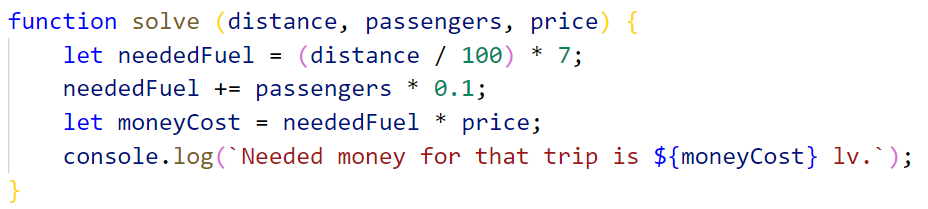 function solve (distance, passengers, price) {
    let neededFuel = (distance / 100) * 7;
    neededFuel += passengers * 0.1;
    let moneyCost = neededFuel * price;
    console.log(`Needed money for that trip is ${moneyCost} lv.`);
}